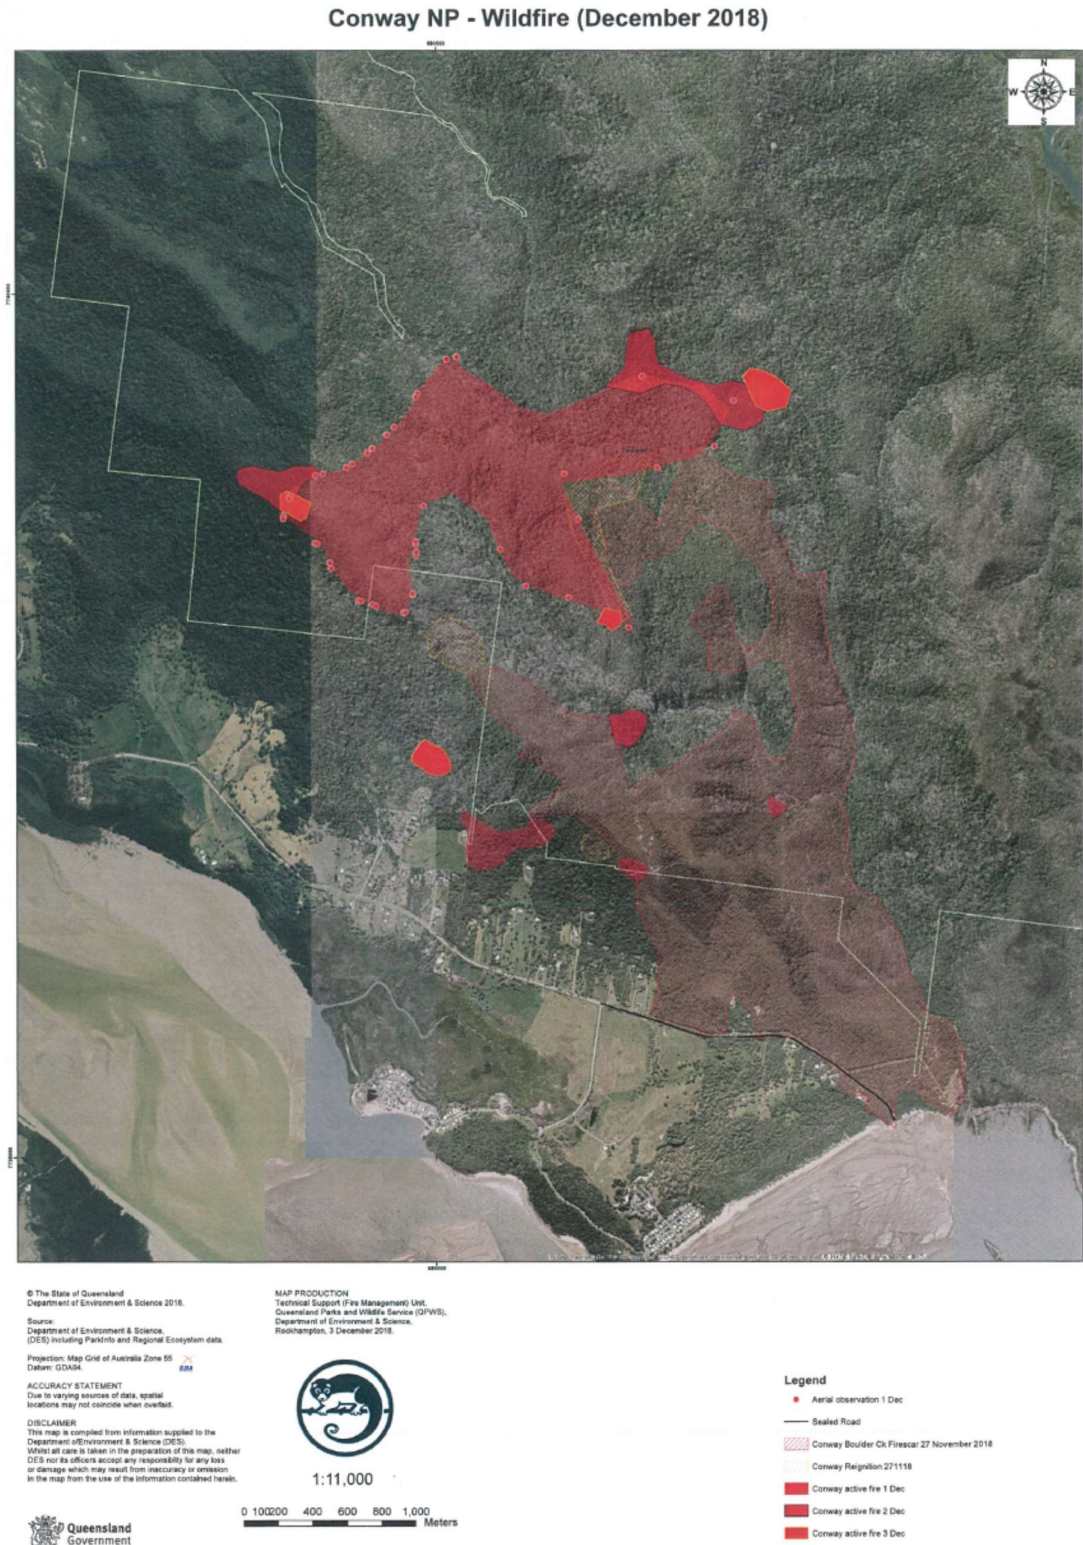 Conway NP - Wildfire (December 2018)
N
W
E
S
© The State of Queensland
Department of Environment & Science 2018.
Source:
Department of Environment & Science,
(DES) including ParkInfo and Regional Ecosystem data.
Projection: Map Grid of Australia Zone 55
Datum: GDA94.
GDA
ACCURACY STATEMENT
Due to varying sources of data, spatial
locations may not coincide when overlaid.
DISCLAIMER
This map is compiled from information supplied to the
Department of Environment & Science (DES).
Whilst all care is taken in the preparation of this map, neither
DES nor its officers accept any responsibility for any loss
or damage which may result from inaccuracy or omission
in the map from the use of the information contained herein.
Queensland
Government
MAP PRODUCTION
Technical Support (Fire Management) Unit,
Queensland Parks and Wildlife Service (QPWS),
Department of Environment & Science,
Rockhampton, 3 December 2018.
1:11,000
0 100200 400 600 800 1,000
Meters
Legend
Aerial observation 1 Dec
Sealed Road
Conway Boulder Ck Firescar 27 November 2018
Conway Reignition 271118
Conway active fire 1 Dec
Conway active fire 2 Dec
Conway active fire 3 Dec